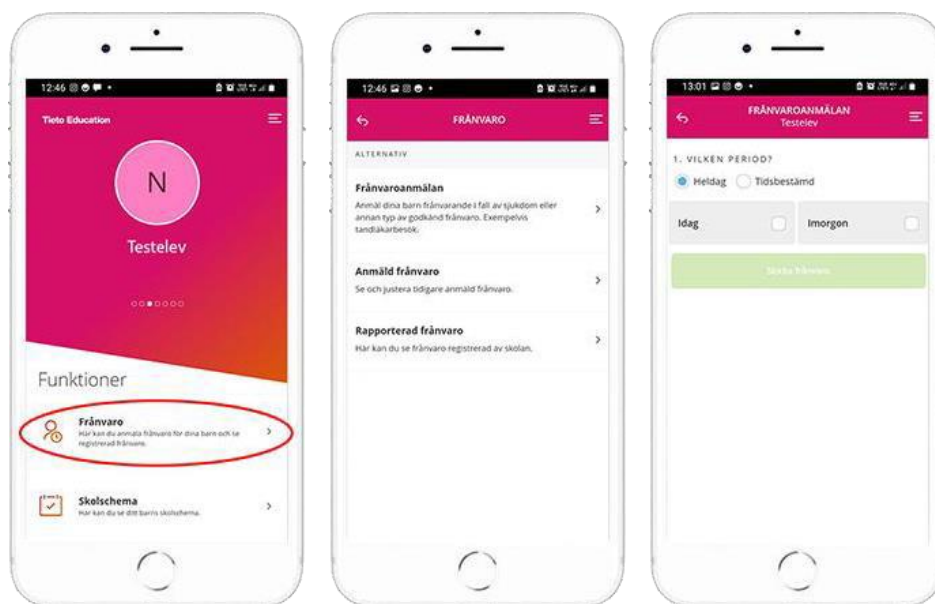 12:46
Tieto Education
N
Testelev
Funktioner
Frånvaro
Här kan du anmäla frånvaro för dina barn och se
registrerad frånvaro.
Skolschema
Här kan du se ditt barns skolschema.
12:46
FRÅNVARO
ALTERNATIV
Frånvaroanmälan
Anmäl dina barn frånvarande i fall av sjukdom eller
annan typ av godkänd frånvaro. Exempelvis
tandläkarbesök.
Anmäld frånvaro
Se och justera tidigare anmäld frånvaro.
Rapporterad frånvaro
Här kan du se frånvaro registrerad av skolan.
13:01
FRÅNVAROANMÄLAN
Testelev
1. VILKEN PERIOD?
Heldag Tidsbestämd
Idag Imorgon
Skicka frånvaro